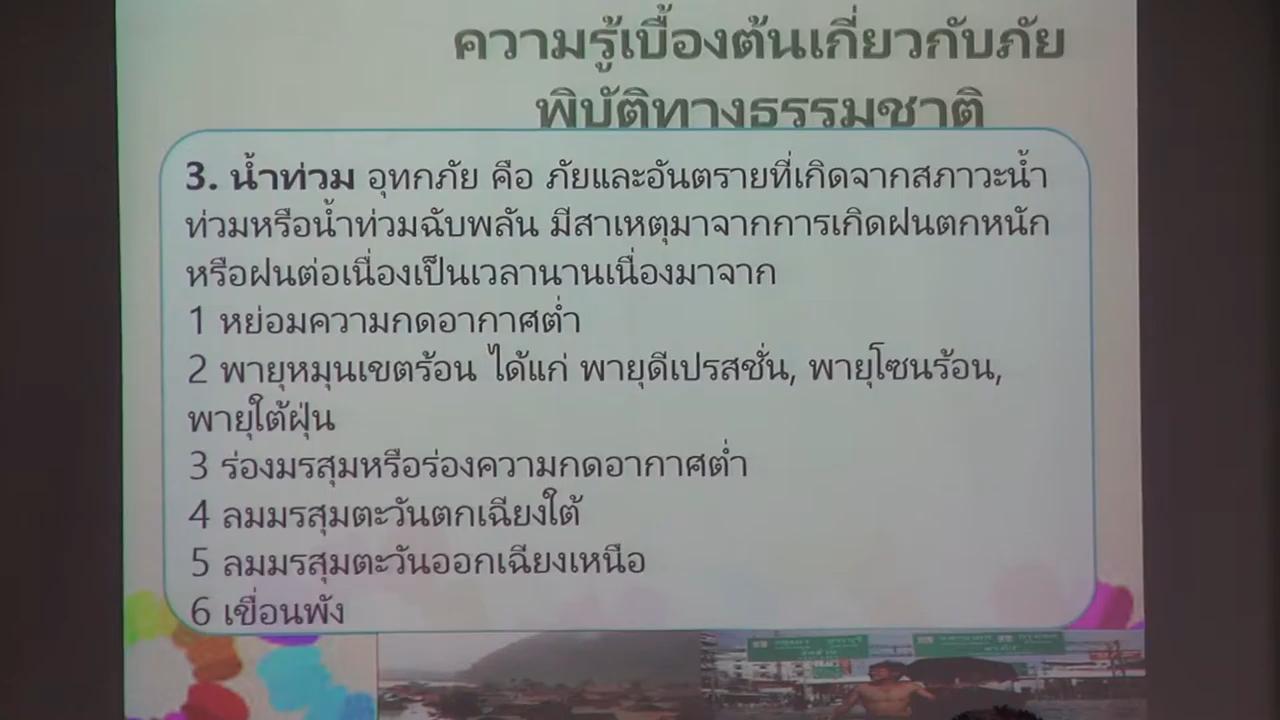 ความรู้เบื้องต้นเกี่ยวกับภัย
พิบัติทางธรรมชาติ
3. น้ำท่วม อุทกภัย คือ ภัยและอันตรายที่เกิดจากสภาวะน้ำ
ท่วมหรือน้ำท่วมฉับพลัน มีสาเหตุมาจากการเกิดฝนตกหนัก
หรือฝนต่อเนื่องเป็นเวลานานเนื่องมาจาก
1 หย่อมความกดอากาศต่ำ
2 พายุหมุนเขตร้อน ได้แก่ พายุดีเปรสชั่น, พายุโซนร้อน,
พายุใต้ฝุ่น
3 ร่องมรสุมหรือร่องความกดอากาศต่ำ
4 ลมมรสุมตะวันตกเฉียงใต้
5 ลมมรสุมตะวันออกเฉียงเหนือ
6 เขื่อนพัง